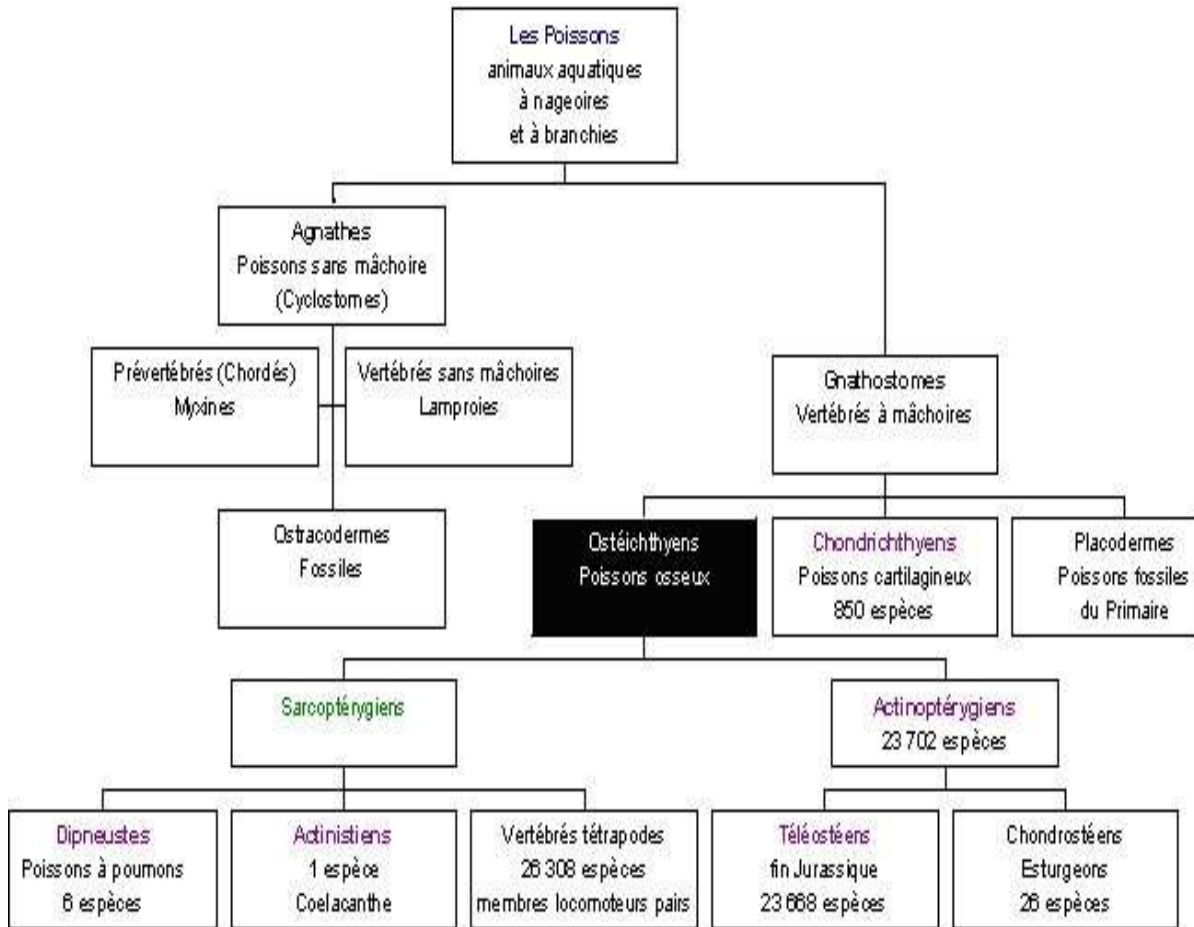 Les Poissons
animaux aquatiques
à nageoires
et à branchies
Agnathes
Poissons sans mâchoire
(Cyclostomes)
Prévertébrés (Chordés)
Myxines
Vertébrés sans mâchoires
Lamproies
Gnathostomes
Vertébrés à mâchoires
Ostracodermes
Fossiles
Ostéichthyens
Poissons osseux
Chondrichthyens
Poissons cartilagineux
850 espèces
Placodermes
Poissons fossiles
du Primaire
Sarcoptérygiens
Actinoptérygiens
23 702 espèces
Dipneustes
Poissons à poumons
6 espèces
Actinistiens
1 espèce
Coelacanthe
Vertébrés tétrapodes
26 308 espèces
membres locomoteurs pairs
Téléostéens
fin Jurassique
23 668 espèces
Chondrostéens
Esturgeons
26 espèces